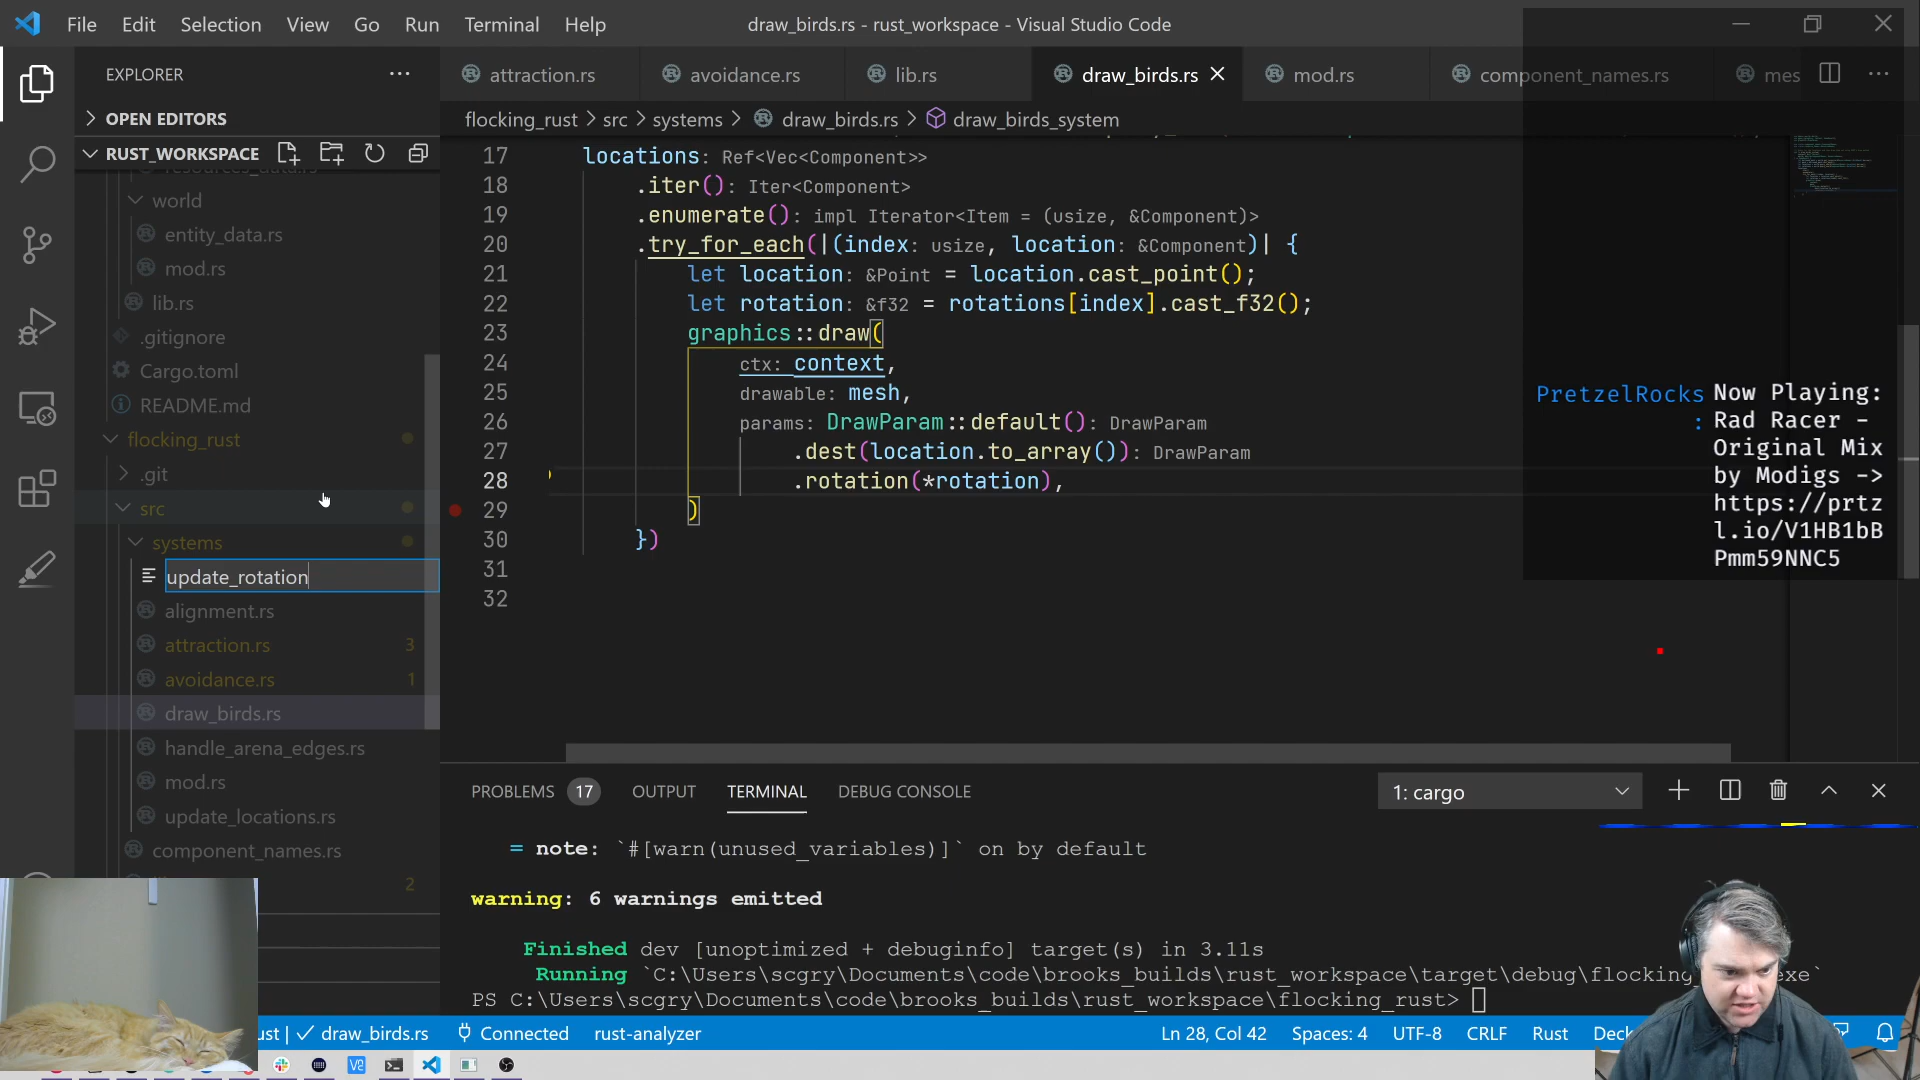 File Edit Selection View Go Run Terminal Help
draw_birds.rs - rust_workspace - Visual Studio Code
EXPLORER
OPEN EDITORS
RUST_WORKSPACE
resources_data.rs
world
entity_data.rs
mod.rs
lib.rs
.gitignore
Cargo.toml
README.md
flocking_rust
.git
src
systems
update_rotation
alignment.rs
attraction.rs 3
avoidance.rs 1
draw_birds.rs
handle_arena_edges.rs
mod.rs
update_locations.rs
component_names.rs
2
attraction.rs avoidance.rs lib.rs draw_birds.rs mod.rs component_names.rs mes
flocking_rust > src > systems > draw_birds.rs > draw_birds_system
17 locations: Ref<Vec<Component>>
18 .iter(): Iter<Component>
19 .enumerate(): impl Iterator<Item = (usize, &Component)>
20 .try_for_each(|(index: usize, location: &Component)| {
21 let location: &Point = location.cast_point();
22 let rotation: &f32 = rotations[index].cast_f32();
23 graphics::draw(
24 ctx: context,
25 drawable: mesh,
26 params: DrawParam::default(): DrawParam
27 .dest(location.to_array()): DrawParam
28 .rotation(*rotation),
29 )
30 })
31
32
PretzelRocks Now Playing:
: Rad Racer -
Original Mix
by Modigs ->
https://prtz
l.io/V1HB1bB
Pmm59NNC5
PROBLEMS 17 OUTPUT TERMINAL DEBUG CONSOLE 1: cargo
= note: `#[warn(unused_variables)]` on by default
warning: 6 warnings emitted
Finished dev [unoptimized + debuginfo] target(s) in 3.11s
Running `C:\Users\scgry\Documents\code\brooks_builds\rust_workspace\target\debug\flocking_ exe`
PS C:\Users\scgry\Documents\code\brooks_builds\rust_workspace\flocking_rust>
ust | ✓ draw_birds.rs Connected rust-analyzer Ln 28, Col 42 Spaces: 4 UTF-8 CRLF Rust Deck